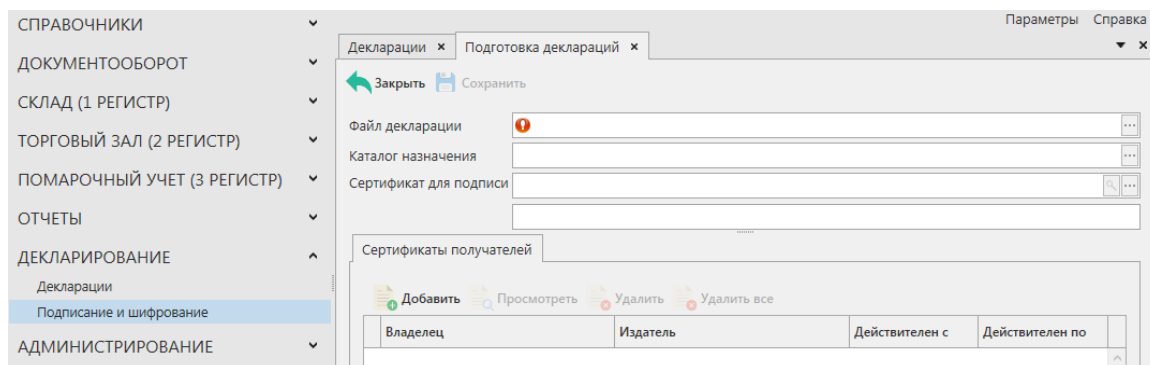 Параметры Справка
СПРАВОЧНИКИ
ДОКУМЕНТООБОРОТ
СКЛАД (1 РЕГИСТР)
ТОРГОВЫЙ ЗАЛ (2 РЕГИСТР)
ПОМАРОЧНЫЙ УЧЕТ (3 РЕГИСТР)
ОТЧЕТЫ
ДЕКЛАРИРОВАНИЕ
Декларации
Подписание и шифрование
АДМИНИСТРИРОВАНИЕ
Декларации Подготовка деклараций
Закрыть Сохранить
Файл декларации
Каталог назначения
Сертификат для подписи
Сертификаты получателей
Добавить Просмотреть Удалить Удалить все
Владелец Издатель Действителен с Действителен по